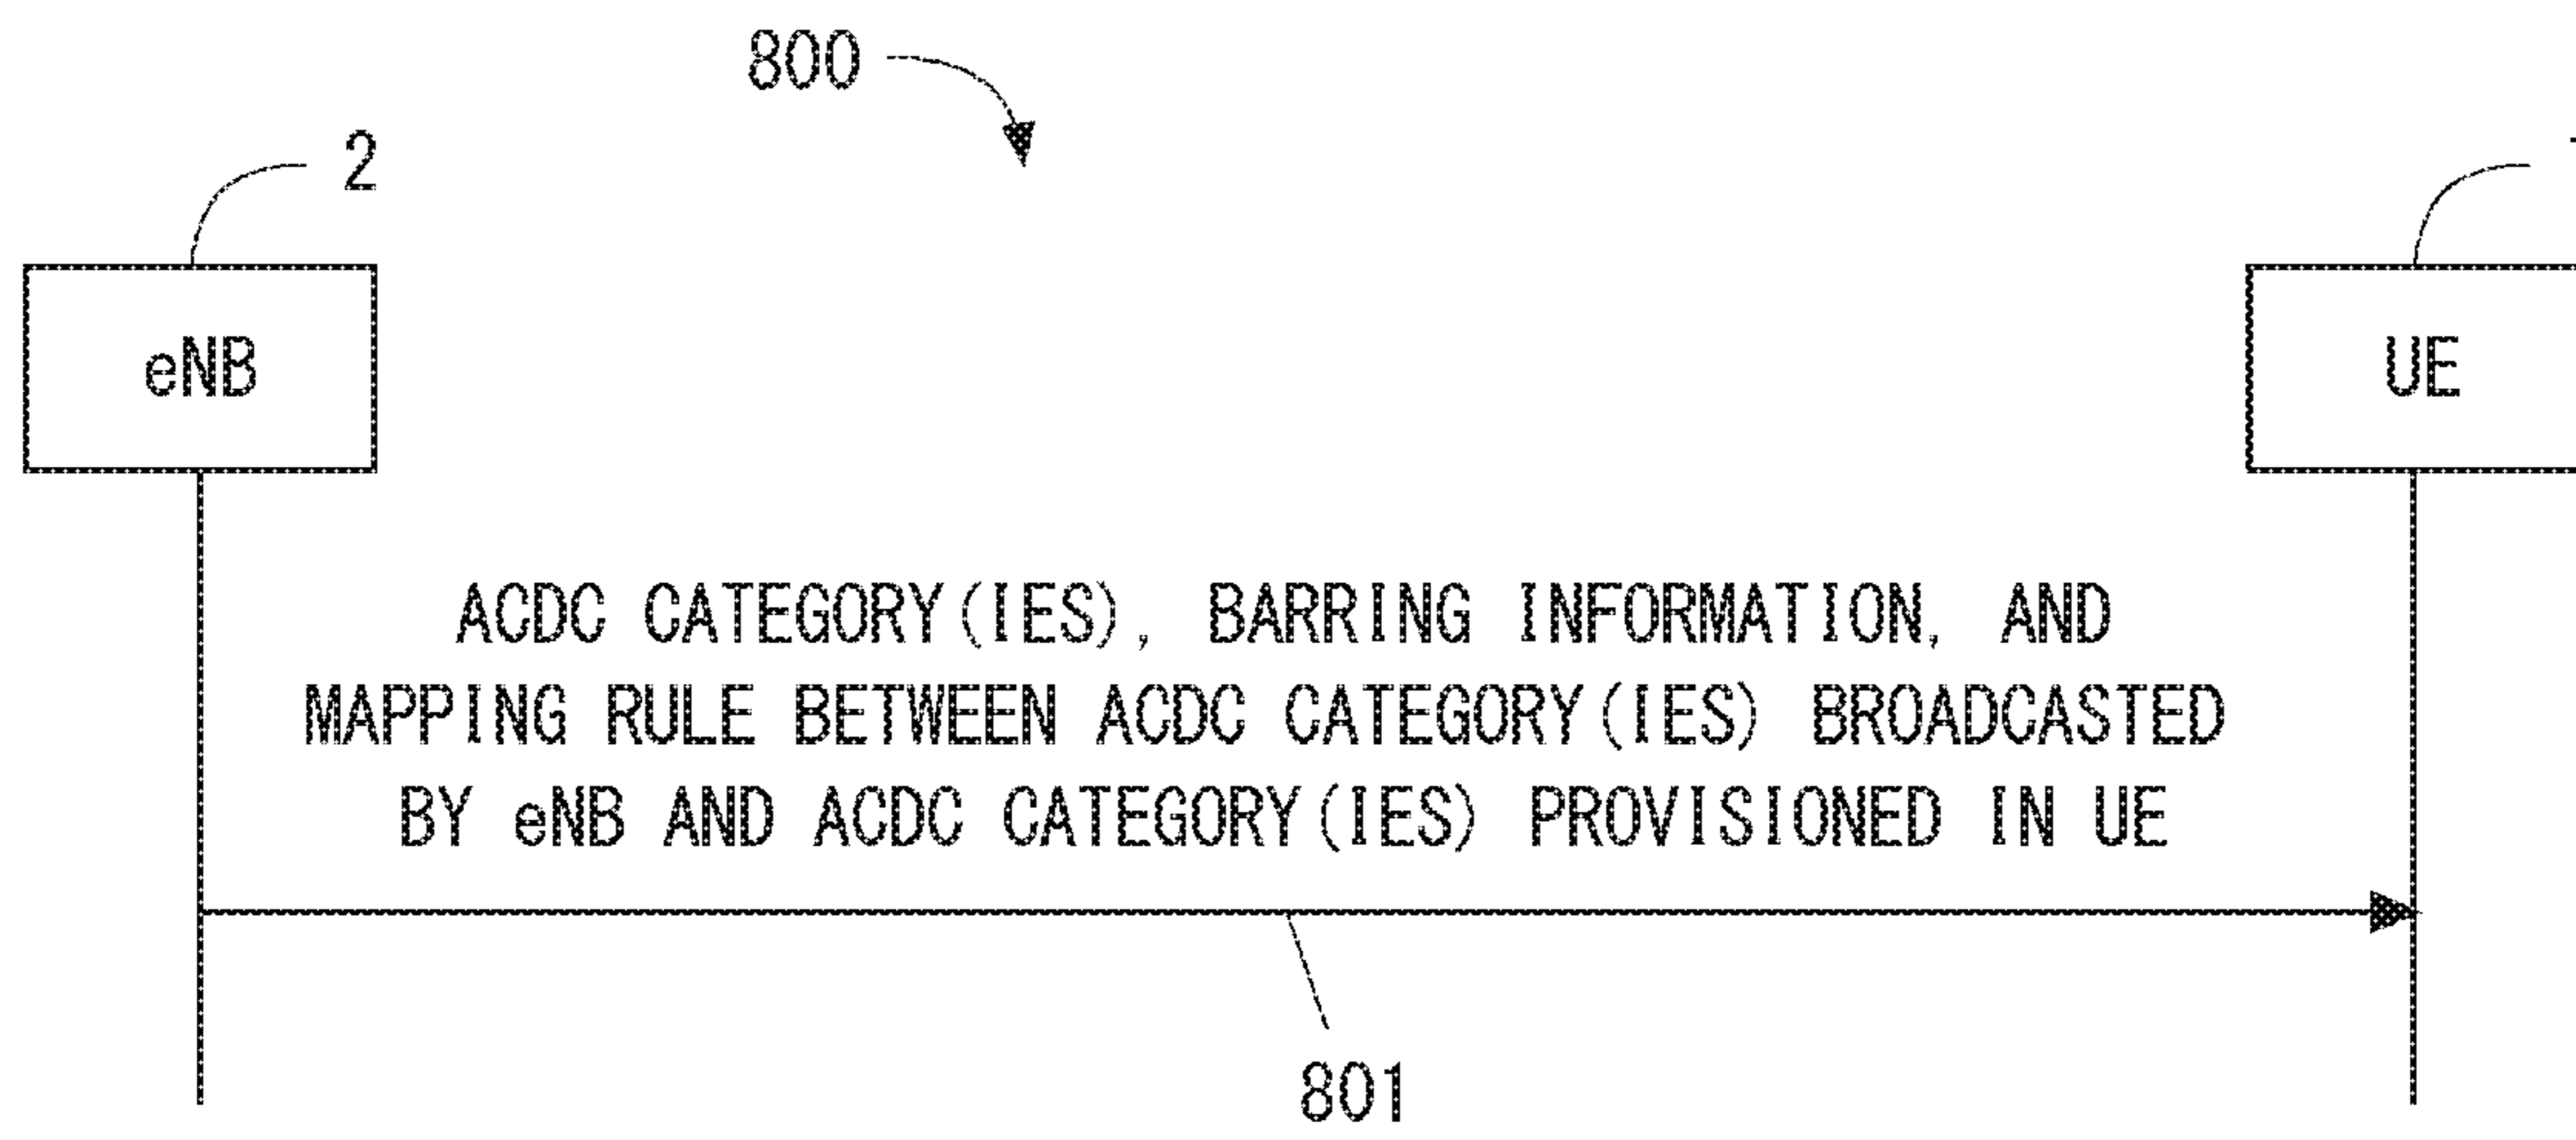 800
2
eNB
UE
ACDC CATEGORY(IES), BARRING INFORMATION, AND
MAPPING RULE BETWEEN ACDC CATEGORY(IES) BROADCASTED
BY eNB AND ACDC CATEGORY(IES) PROVISIONED IN UE
801